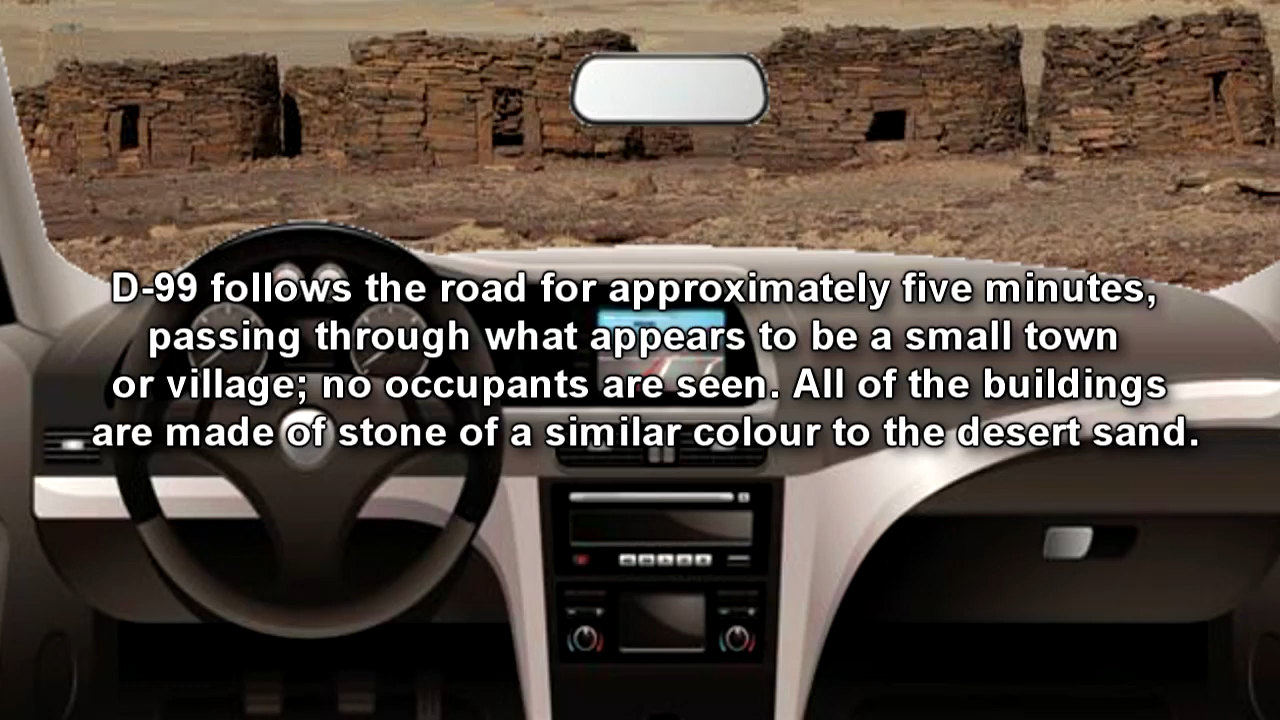 D-99 follows the road for approximately five minutes,
passing through what appears to be a small town
or village; no occupants are seen. All of the buildings
are made of stone of a similar colour to the desert sand.